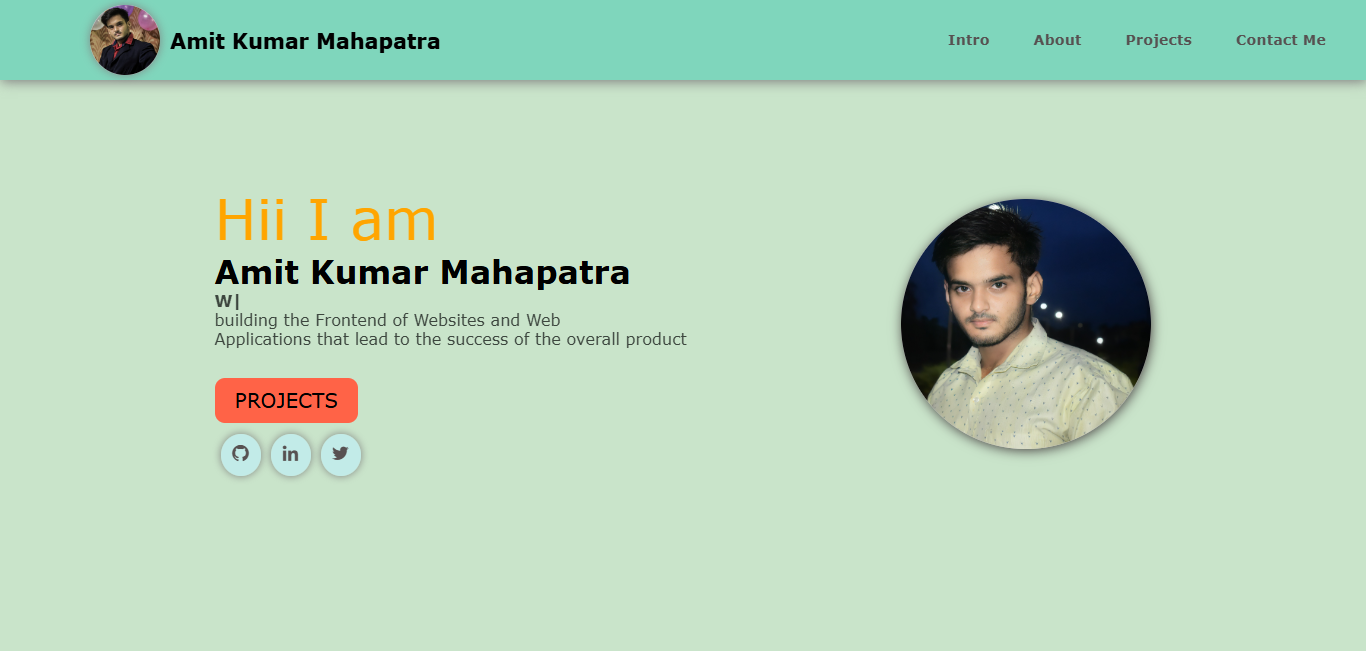 Amit Kumar Mahapatra
Intro About Projects Contact Me
Hii I am
Amit Kumar Mahapatra
W|
building the Frontend of Websites and Web
Applications that lead to the success of the overall product
PROJECTS
in